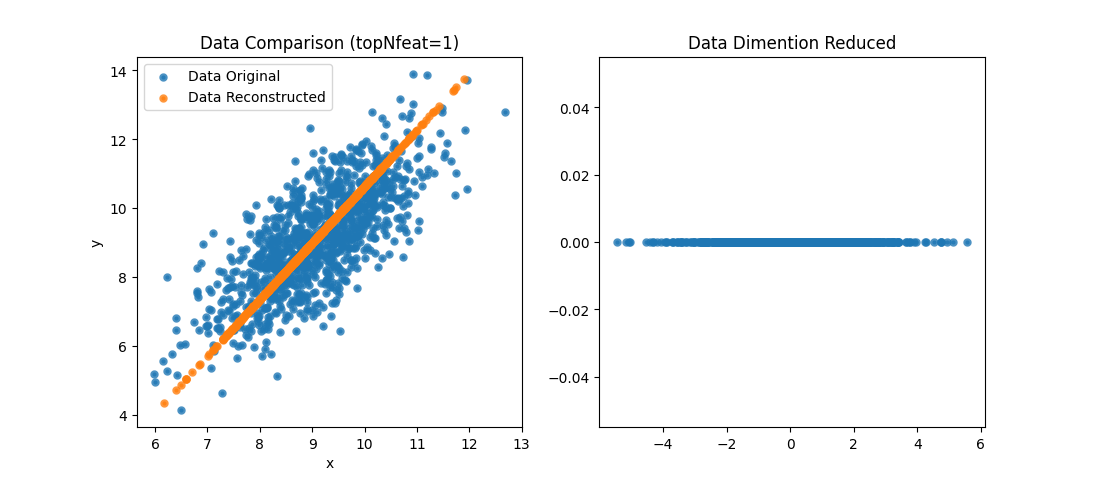 Data Comparison (topNfeat=1)
Data Original
Data Reconstructed
14
12
10
8
6
4
y
6 7 8 9 10 11 12 13
x
Data Dimention Reduced
0.04
0.02
0.00
−0.02
−0.04
−4 −2 0 2 4 6